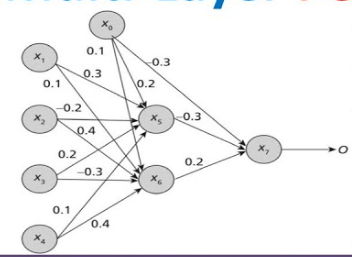 x₀
0.1
–0.3
x₁
0.3
0.2
0.1
–0.2
x₂
x₅
–0.3
0.4
x₇
O
0.2
x₃
–0.3
x₆
0.2
0.1
0.4
x₄